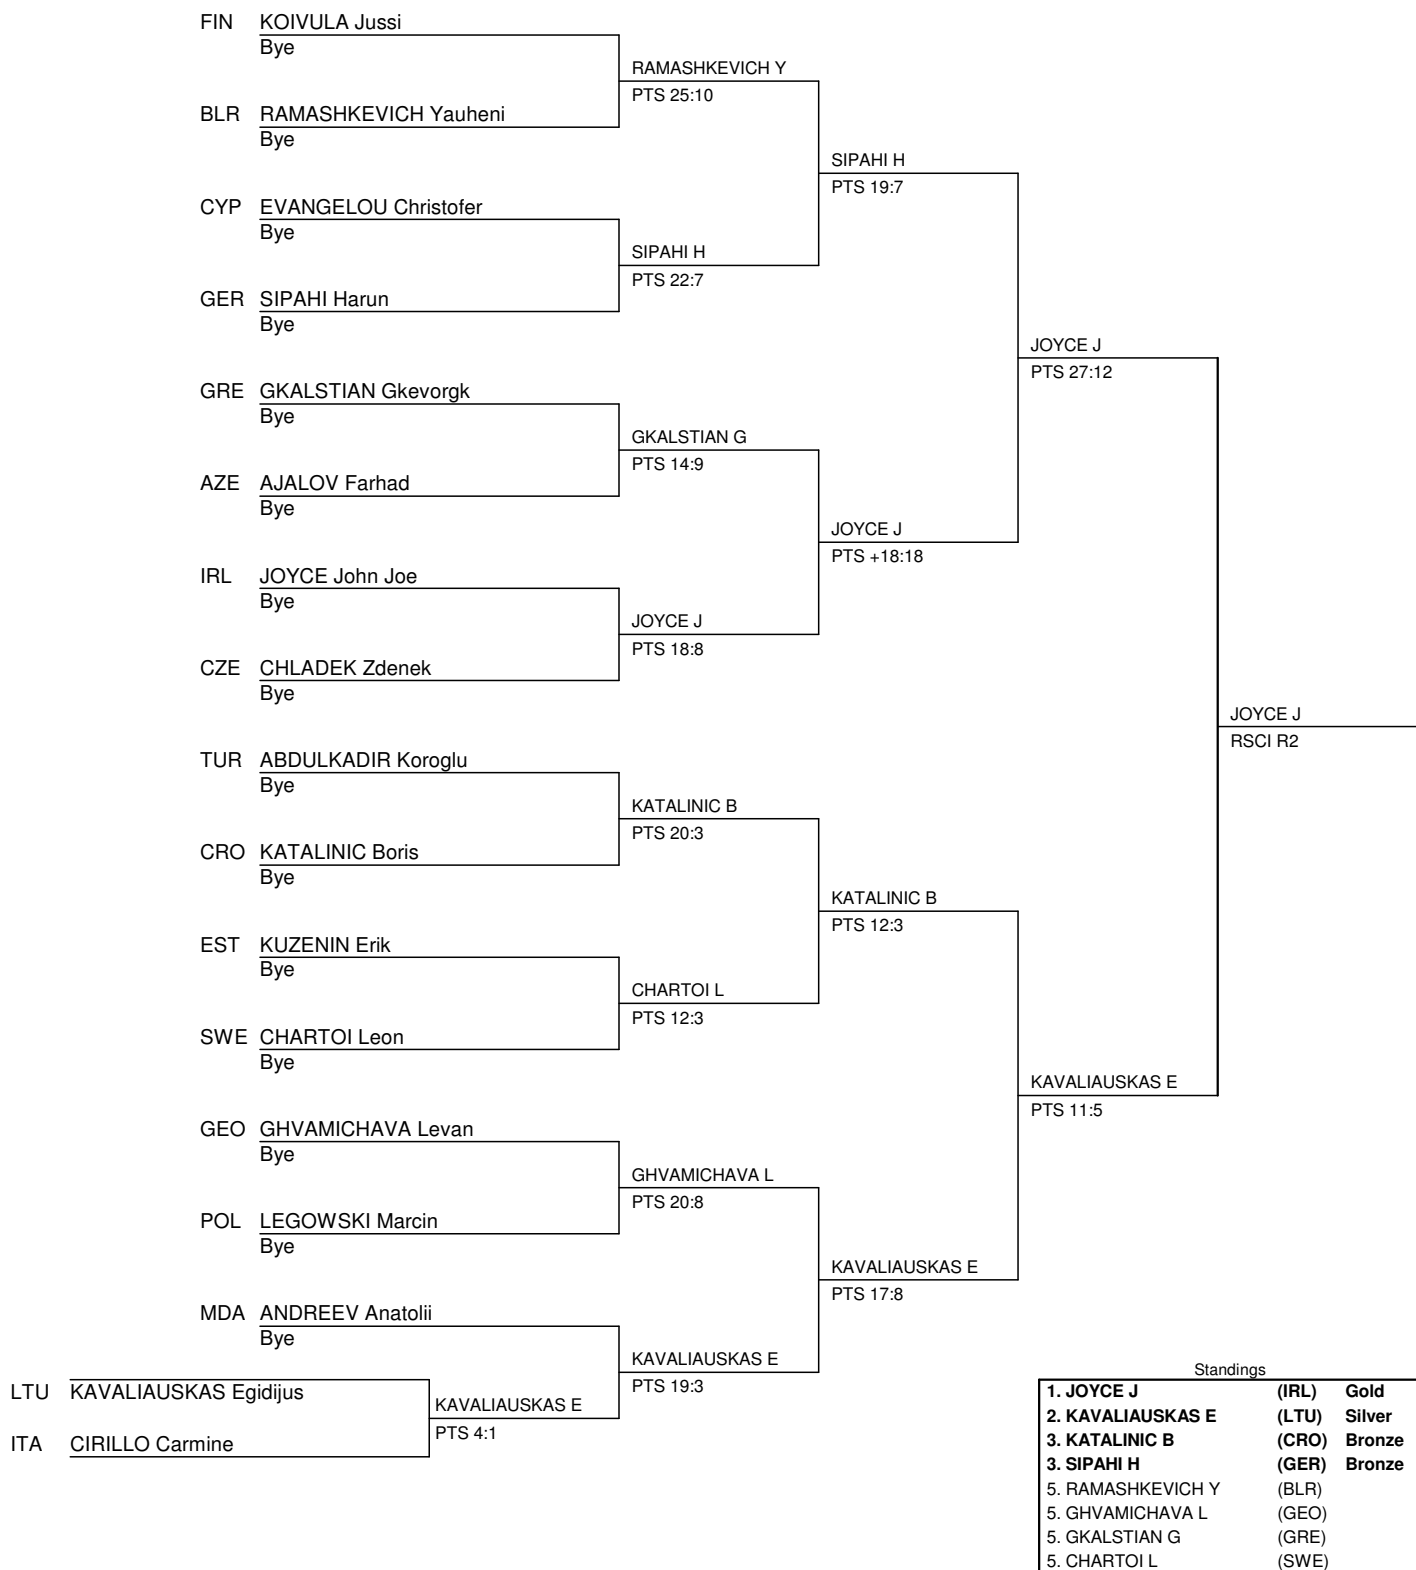 FIN KOIVULA Jussi
Bye
RAMASHKEVICH Y
PTS 25:10
BLR RAMASHKEVICH Yauheni
Bye
SIPAHI H
PTS 19:7
CYP EVANGELOU Christofer
Bye
SIPAHI H
PTS 22:7
GER SIPAHI Harun
Bye
JOYCE J
PTS 27:12
GRE GKALSTIAN Gkevorgk
Bye
GKALSTIAN G
PTS 14:9
AZE AJALOV Farhad
Bye
JOYCE J
PTS +18:18
IRL JOYCE John Joe
Bye
JOYCE J
PTS 18:8
CZE CHLADEK Zdenek
Bye
JOYCE J
RSCI R2
TUR ABDULKADIR Koroglu
Bye
KATALINIC B
PTS 20:3
CRO KATALINIC Boris
Bye
KATALINIC B
PTS 12:3
EST KUZENIN Erik
Bye
CHARTOI L
PTS 12:3
SWE CHARTOI Leon
Bye
KAVALIAUSKAS E
PTS 11:5
GEO GHVAMICHAVA Levan
Bye
GHVAMICHAVA L
PTS 20:8
POL LEGOWSKI Marcin
Bye
KAVALIAUSKAS E
PTS 17:8
MDA ANDREEV Anatolii
Bye
KAVALIAUSKAS E
PTS 19:3
LTU KAVALIAUSKAS Egidijus
KAVALIAUSKAS E
PTS 4:1
ITA CIRILLO Carmine
Standings
1. JOYCE J (IRL) Gold
2. KAVALIAUSKAS E (LTU) Silver
3. KATALINIC B (CRO) Bronze
3. SIPAHI H (GER) Bronze
5. RAMASHKEVICH Y (BLR)
5. GHVAMICHAVA L (GEO)
5. GKALSTIAN G (GRE)
5. CHARTOI L (SWE)